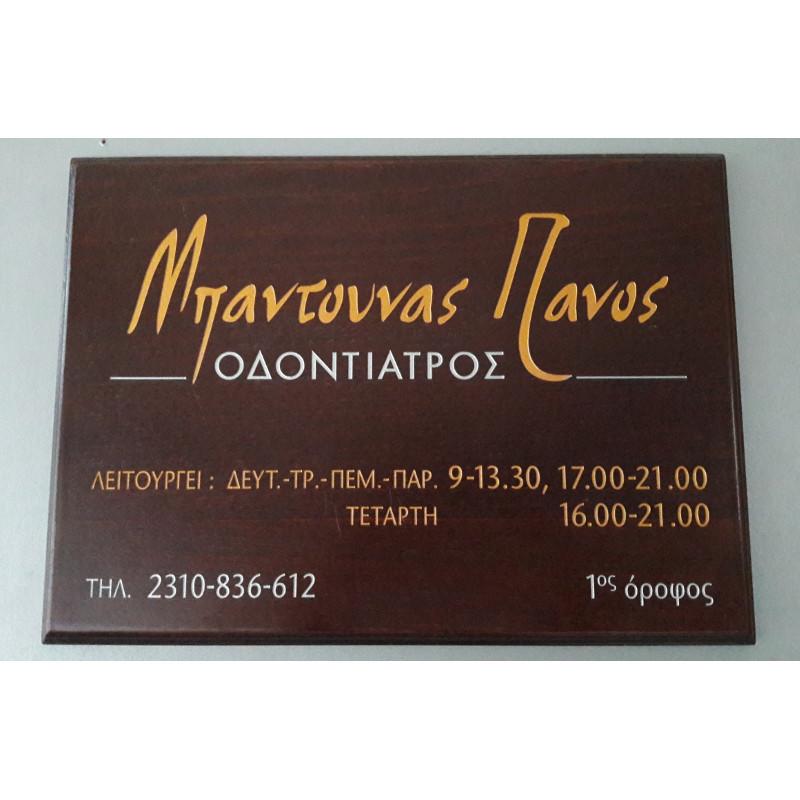 Μπαντουνας Πανος
ΟΔΟΝΤΙΑΤΡΟΣ
ΛΕΙΤΟΥΡΓΕΙ : ΔΕΥΤ.-ΤΡ.-ΠΕΜ.-ΠΑΡ. 9-13.30, 17.00-21.00
ΤΕΤΑΡΤΗ 16.00-21.00
ΤΗΛ. 2310-836-612 1ος όροφος